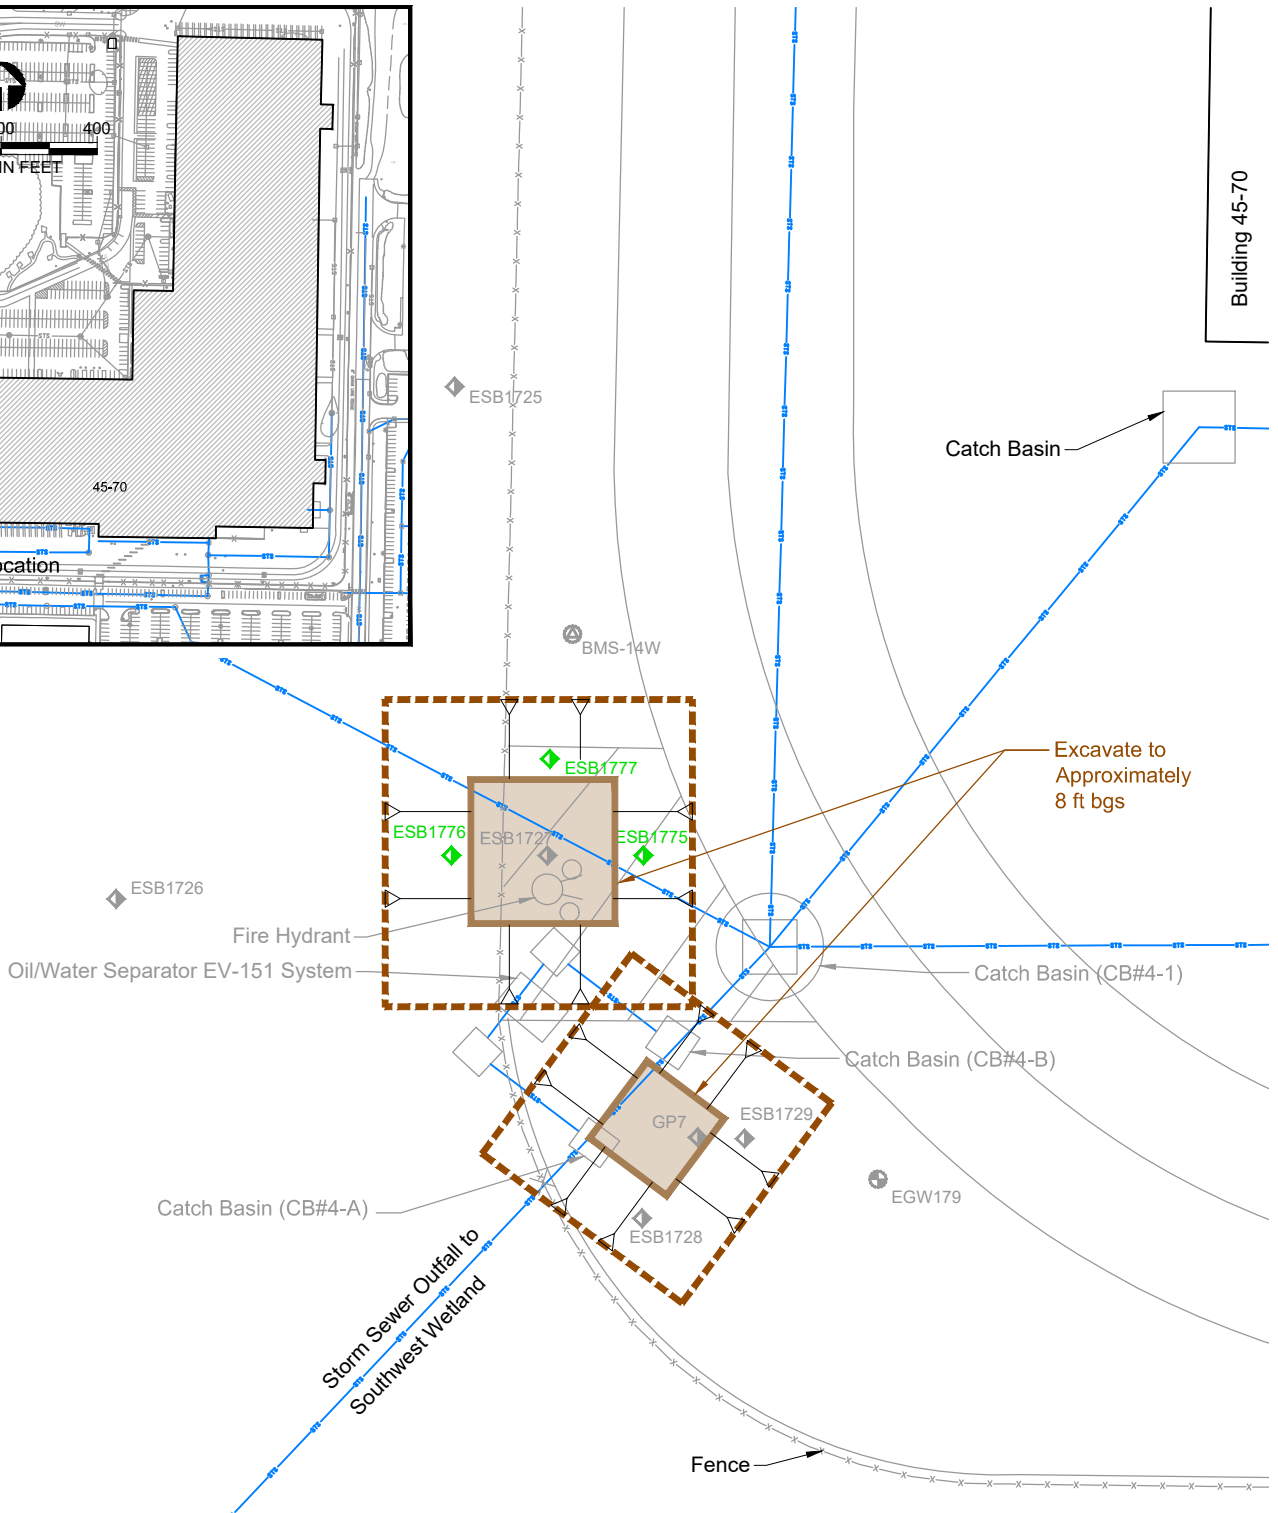 400
IN FEET
45-70
ocation
Building 45-70
ESB1725
Catch Basin
BMS-14W
Excavate to
Approximately
8 ft bgs
ESB1777
ESB1776
ESB1727
ESB1775
ESB1726
Fire Hydrant
Oil/Water Separator EV-151 System
Catch Basin (CB#4-1)
Catch Basin (CB#4-B)
GP7
ESB1729
EGW179
Catch Basin (CB#4-A)
ESB1728
Storm Sewer Outfall to
Southwest Wetland
Fence